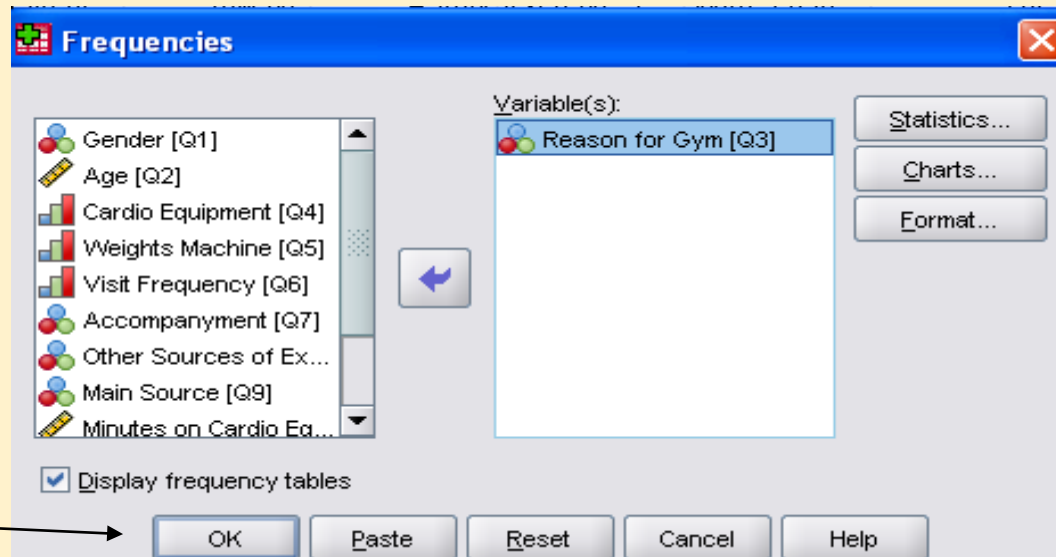 Frequencies
Variable(s):
Gender [Q1]
Age [Q2]
Cardio Equipment [Q4]
Weights Machine [Q5]
Visit Frequency [Q6]
Accompanyment [Q7]
Other Sources of Ex...
Main Source [Q9]
Minutes on Cardio Eq...
Reason for Gym [Q3]
Statistics...
Charts...
Format...
Display frequency tables
OK Paste Reset Cancel Help